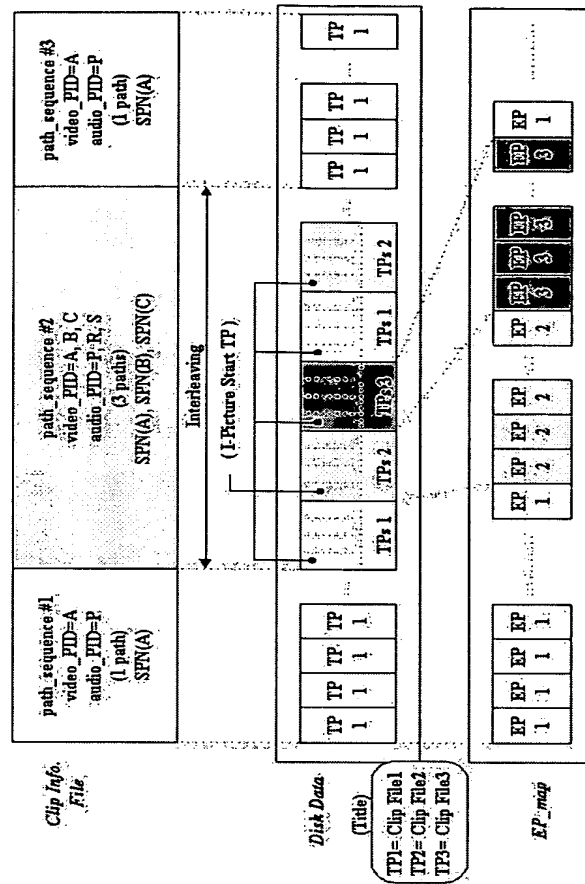 Clip Info.
File
path_sequence #1
video_PID=A
audio_PID=P
(1 path)
SPN(A)
path_sequence #2
video_PID=A, B, C
audio_PID=P, R, S
(3 paths)
SPN(A), SPN(B), SPN(C)
path_sequence #3
video_PID=A
audio_PID=P
(1 path)
SPN(A)
Interleaving
( I-Picture Start TP )
Disk Data
(Title)
TP1= Clip File1
TP2= Clip File2
TP3= Clip File3
TP 1
TP 1
TP 1
TP 1
TPs 1
TPs 2
TPs 3
TPs 1
TPs 2
TP 1
TP 1
TP 1
TP 1
EP_map
EP 1
EP 1
EP 1
EP 1
EP 1
EP 2
EP 2
EP 2
EP 2
EP 3
EP 3
EP 3
EP 3
EP 1